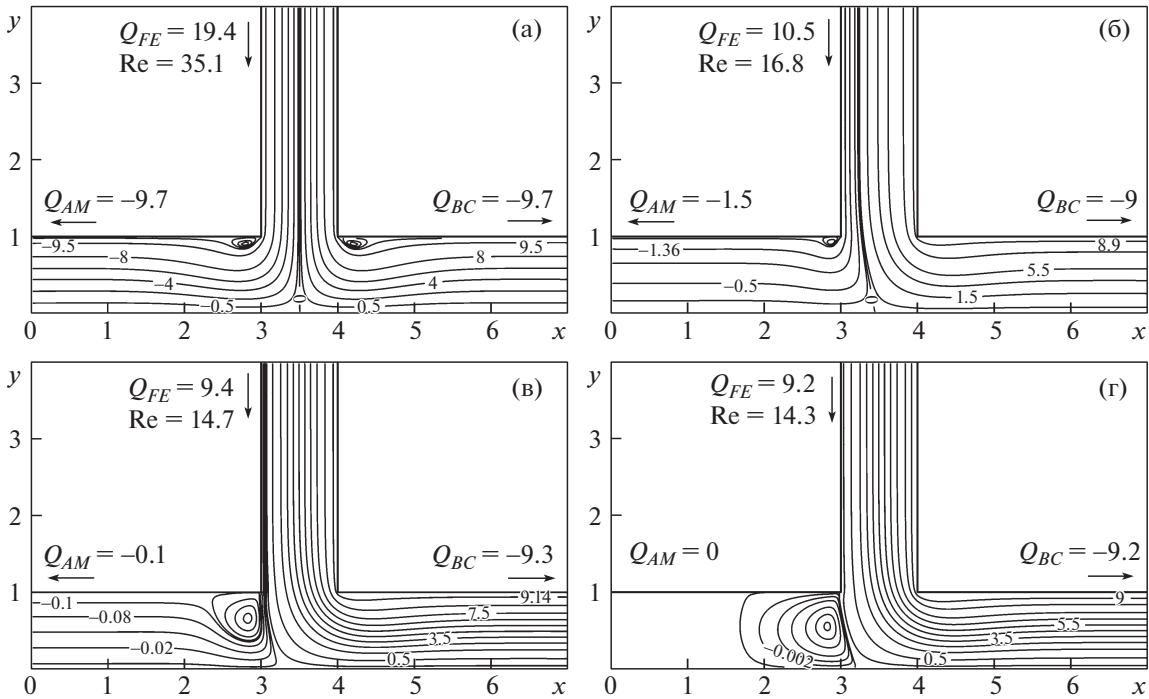 y
Q_FE = 19.4
Re = 35.1
(а)
3
2
Q_AM = –9.7
Q_BC = –9.7
1
–9.5
9.5
–8
8
–4
4
–0.5
0
0.5
0 1 2 3 4 5 6 x
y
Q_FE = 10.5
Re = 16.8
(б)
3
2
Q_AM = –1.5
Q_BC = –9
1
–1.36
8.9
–0.5
5.5
0
1.5
0 1 2 3 4 5 6 x
y
Q_FE = 9.4
Re = 14.7
(в)
3
2
Q_AM = –0.1
Q_BC = –9.3
1
–0.1
9.14
–0.08
7.5
–0.02
3.5
0.5
0 1 2 3 4 5 6 x
y
Q_FE = 9.2
Re = 14.3
(г)
3
2
Q_AM = 0
Q_BC = –9.2
1
9
5.5
–0.002
3.5
0.5
0 1 2 3 4 5 6 x